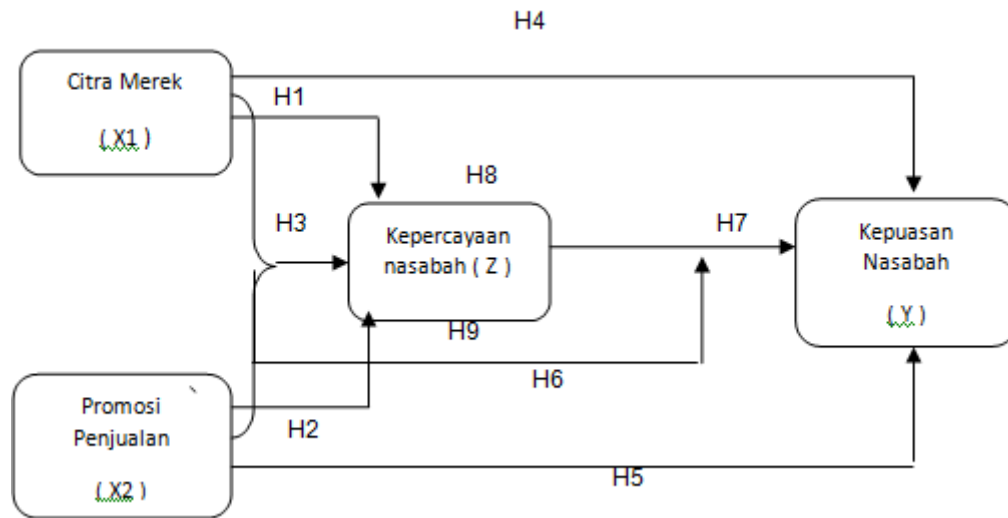 H4
Citra Merek
( X1 )
H1
H8
H3
Kepercayaan
nasabah ( Z )
H7
Kepuasan
Nasabah
( Y )
H9
H6
Promosi
Penjualan
( X2 )
H2
H5